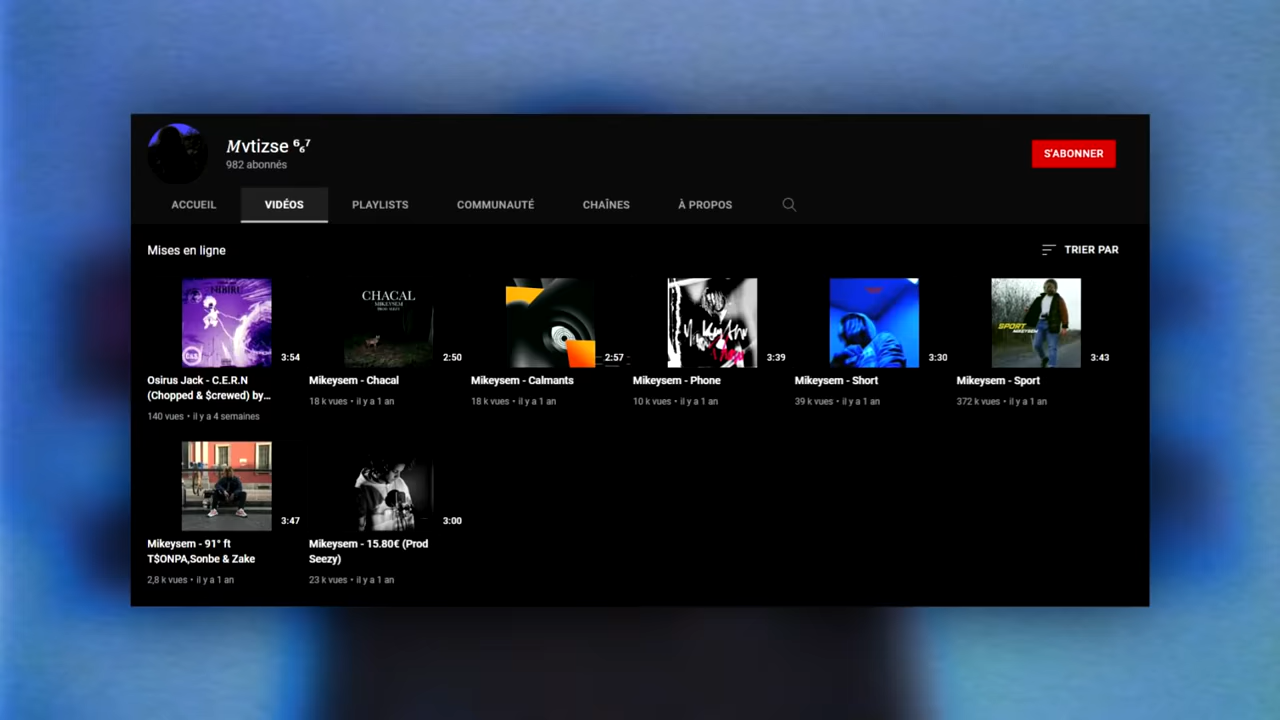 Mvtizse ⁶₆⁷
982 abonnés
S'ABONNER
ACCUEIL
VIDÉOS
PLAYLISTS
COMMUNAUTÉ
CHAÎNES
À PROPOS
Mises en ligne
TRIER PAR
NIBIRU
3:54
CHACAL
MIKEYSEM
2:50
2:57
3:39
3:30
SPORT
MIKEYSEM
3:43
Osirus Jack - C.E.R.N
(Chopped & $crewed) by...
140 vues • il y a 4 semaines
Mikeysem - Chacal
18 k vues • il y a 1 an
Mikeysem - Calmants
18 k vues • il y a 1 an
Mikeysem - Phone
10 k vues • il y a 1 an
Mikeysem - Short
39 k vues • il y a 1 an
Mikeysem - Sport
372 k vues • il y a 1 an
3:47
3:00
Mikeysem - 91° ft
T$ONPA,Sonbe & Zake
2,8 k vues • il y a 1 an
Mikeysem - 15.80€ (Prod
Seezy)
23 k vues • il y a 1 an